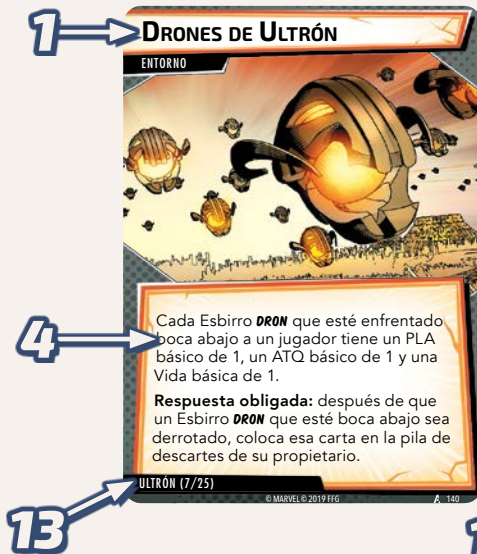 1
DRONES DE ULTRÓN
ENTORNO
4
Cada Esbirro DRON que esté enfrentado
boca abajo a un jugador tiene un PLA
básico de 1, un ATQ básico de 1 y una
Vida básica de 1.
Respuesta obligada: después de que
un Esbirro DRON que esté boca abajo sea
derrotado, coloca esa carta en la pila de
descartes de su propietario.
ULTRÓN (7/25)
© MARVEL © 2019 FFG
140
13
1